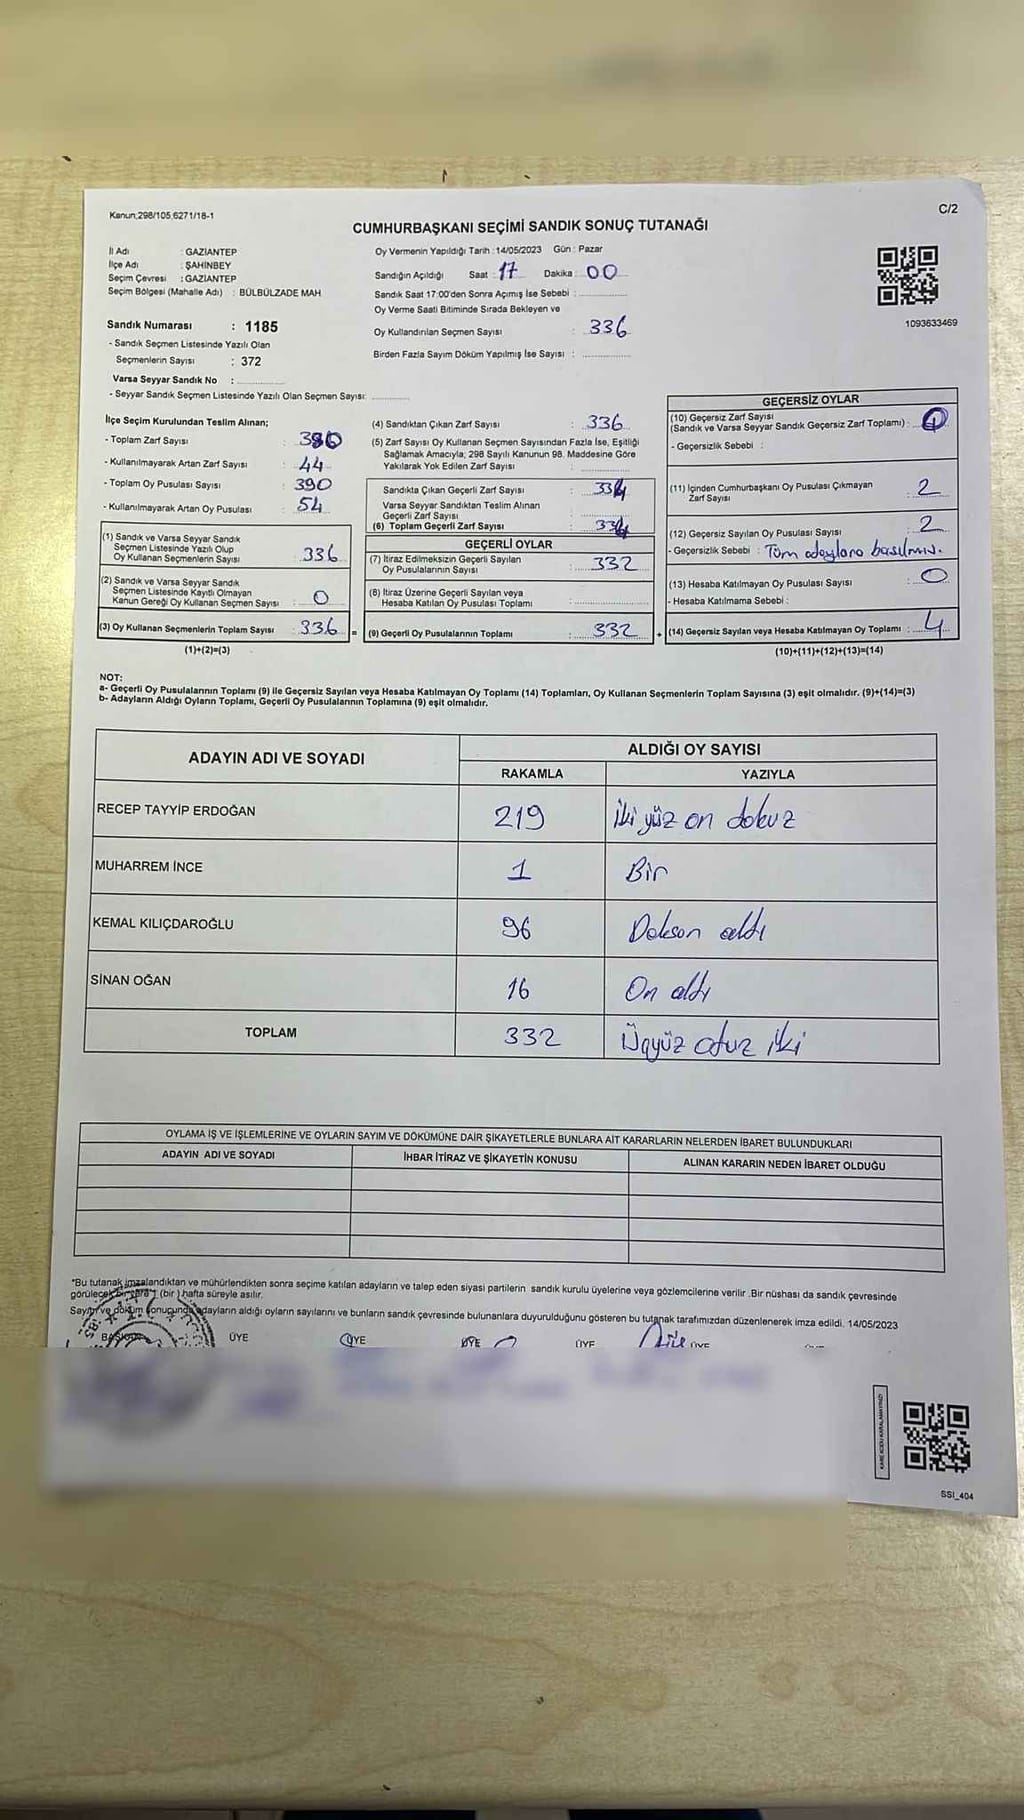 Kanun;298/105,6271/18-1
C/2
CUMHURBAŞKANI SEÇİMİ SANDIK SONUÇ TUTANAĞI
İl Adı : GAZİANTEP
İlçe Adı : ŞAHİNBEY
Seçim Çevresi : GAZİANTEP
Seçim Bölgesi (Mahalle Adı) : BÜLBÜLZADE MAH
Oy Vermenin Yapıldığı Tarih : 14/05/2023 Gün : Pazar
Sandığın Açıldığı Saat : 17 Dakika : 00
Sandık Saat 17:00'den Sonra Açımış İse Sebebi :
Oy Verme Saati Bitiminde Sırada Bekleyen ve
Oy Kullandırılan Seçmen Sayısı : 336
Birden Fazla Sayım Döküm Yapılmış İse Sayısı :
1093633469
Sandık Numarası : 1185
- Sandık Seçmen Listesinde Yazılı Olan
Seçmenlerin Sayısı : 372
Varsa Seyyar Sandık No :
- Seyyar Sandık Seçmen Listesinde Yazılı Olan Seçmen Sayısı:
İlçe Seçim Kurulundan Teslim Alınan;
- Toplam Zarf Sayısı :
- Kullanılmayarak Artan Zarf Sayısı : 44
- Toplam Oy Pusulası Sayısı : 390
- Kullanılmayarak Artan Oy Pusulası : 54
(1) Sandık ve Varsa Seyyar Sandık
Seçmen Listesinde Yazılı Olup
Oy Kullanan Seçmenlerin Sayısı : 336
(2) Sandık ve Varsa Seyyar Sandık
Seçmen Listesinde Kayıtlı Olmayan
Kanun Gereği Oy Kullanan Seçmen Sayısı : 0
(3) Oy Kullanan Seçmenlerin Toplam Sayısı : 336 =
(1)+(2)=(3)
(4) Sandıktan Çıkan Zarf Sayısı : 336
(5) Zarf Sayısı Oy Kullanan Seçmen Sayısından Fazla İse, Eşitliği
Sağlamak Amacıyla; 298 Sayılı Kanunun 98. Maddesine Göre
Yakılarak Yok Edilen Zarf Sayısı :
Sandıkta Çıkan Geçerli Zarf Sayısı : 334
Varsa Seyyar Sandıktan Teslim Alınan
Geçerli Zarf Sayısı :
(6) Toplam Geçerli Zarf Sayısı : 334
GEÇERLİ OYLAR
(7) İtiraz Edilmeksizin Geçerli Sayılan
Oy Pusulalarının Sayısı : 332
(8) İtiraz Üzerine Geçerli Sayılan veya
Hesaba Katılan Oy Pusulası Toplamı :
(9) Geçerli Oy Pusulalarının Toplamı : 332 +
GEÇERSİZ OYLAR
(10) Geçersiz Zarf Sayısı
(Sandık ve Varsa Seyyar Sandık Geçersiz Zarf Toplamı) :
- Geçersizlik Sebebi :
(11) İçinden Cumhurbaşkanı Oy Pusulası Çıkmayan
Zarf Sayısı : 2
(12) Geçersiz Sayılan Oy Pusulası Sayısı : 2
- Geçersizlik Sebebi : Tüm adaylara basılmış.
(13) Hesaba Katılmayan Oy Pusulası Sayısı : 0
- Hesaba Katılmama Sebebi :
(14) Geçersiz Sayılan veya Hesaba Katılmayan Oy Toplamı : 4
(10)+(11)+(12)+(13)=(14)
NOT:
a- Geçerli Oy Pusulalarının Toplamı (9) ile Geçersiz Sayılan veya Hesaba Katılmayan Oy Toplamı (14) Toplamları, Oy Kullanan Seçmenlerin Toplam Sayısına (3) eşit olmalıdır. (9)+(14)=(3)
b- Adayların Aldığı Oyların Toplamı, Geçerli Oy Pusulalarının Toplamına (9) eşit olmalıdır.
ADAYIN ADI VE SOYADI
ALDIĞI OY SAYISI
RAKAMLA YAZIYLA
RECEP TAYYİP ERDOĞAN 219 İki yüz on dokuz
MUHARREM İNCE 1 Bir
KEMAL KILIÇDAROĞLU 96 Doksan altı
SİNAN OĞAN 16 On altı
TOPLAM 332 Üçyüz otuz iki
OYLAMA İŞ VE İŞLEMLERİNE VE OYLARIN SAYIM VE DÖKÜMÜNE DAİR ŞİKAYETLERLE BUNLARA AİT KARARLARIN NELERDEN İBARET BULUNDUKLARI
ADAYIN ADI VE SOYADI İHBAR İTİRAZ VE ŞİKAYETİN KONUSU ALINAN KARARIN NEDEN İBARET OLDUĞU
*Bu tutanak imzalandıktan ve mühürlendikten sonra seçime katılan adayların ve talep eden siyasi partilerin sandık kurulu üyelerine veya gözlemcilerine verilir .Bir nüshası da sandık çevresinde
görülecek bir yere 1 (bir) hafta süreyle asılır.
Sayım ve döküm sonucunda adayların aldığı oyların sayılarını ve bunların sandık çevresinde bulunanlara duyurulduğunu gösteren bu tutanak tarafımızdan düzenlenerek imza edildi. 14/05/2023
BAŞKAN ÜYE ÜYE ÜYE ÜYE ÜYE
KARE KODU KARALAMAYINIZ!
SSI_404